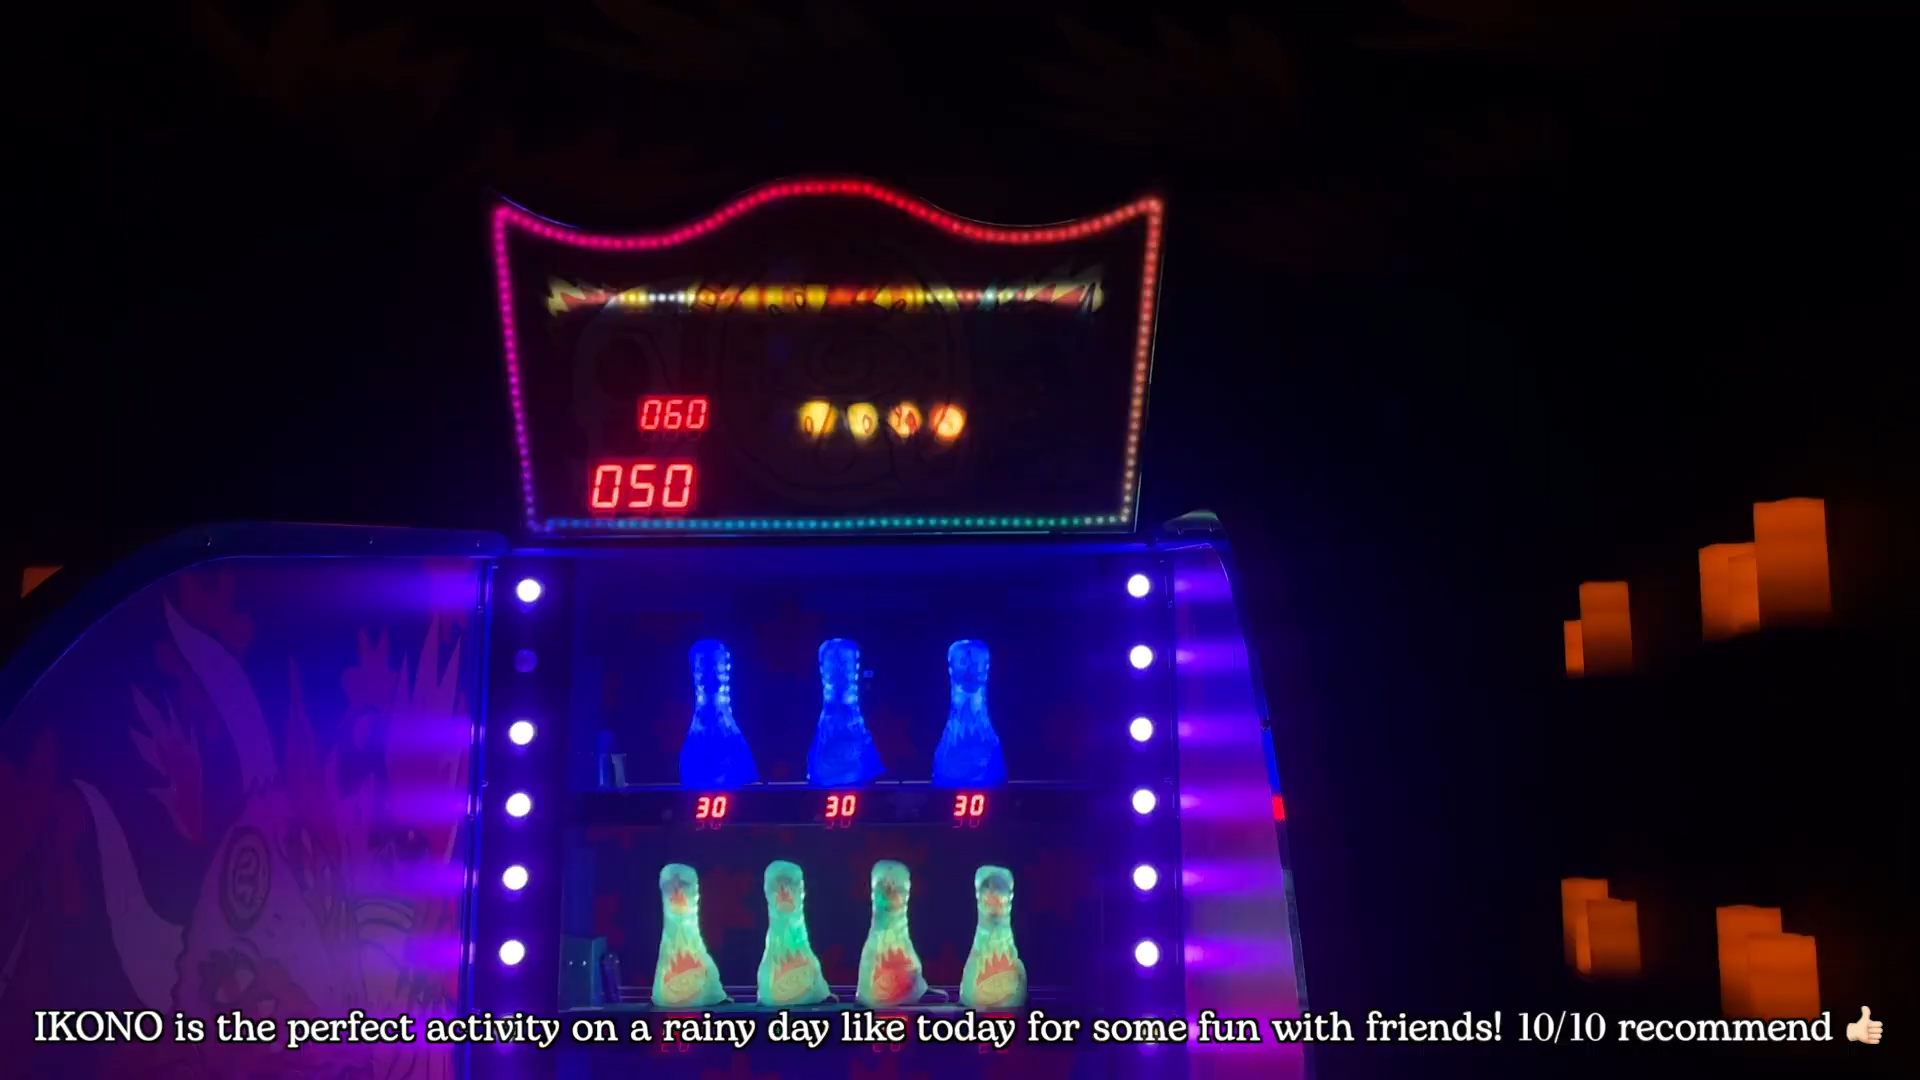 060
050
30 30 30
IKONO is the perfect activity on a rainy day like today for some fun with friends! 10/10 recommend 👍🏻